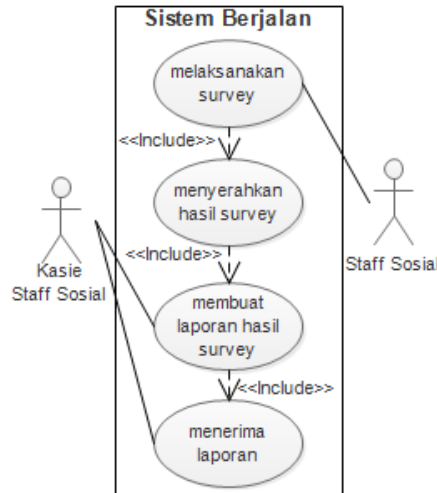 Sistem Berjalan
melaksanakan
survey
<<Include>>
menyerahkan
hasil survey
<<Include>>
Kasie
Staff Sosial
Staff Sosial
membuat
laporan hasil
survey
<<Include>>
menerima
laporan